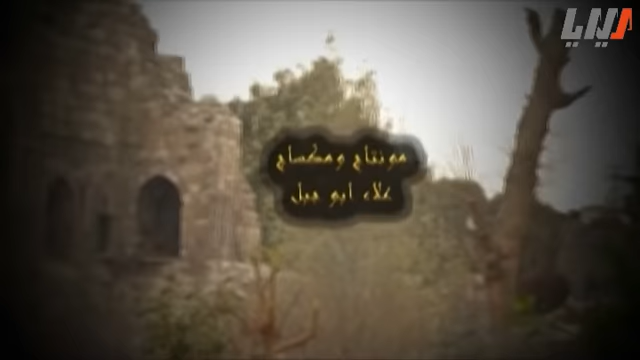 مونتاج ومكساج
علاء ابو جبل